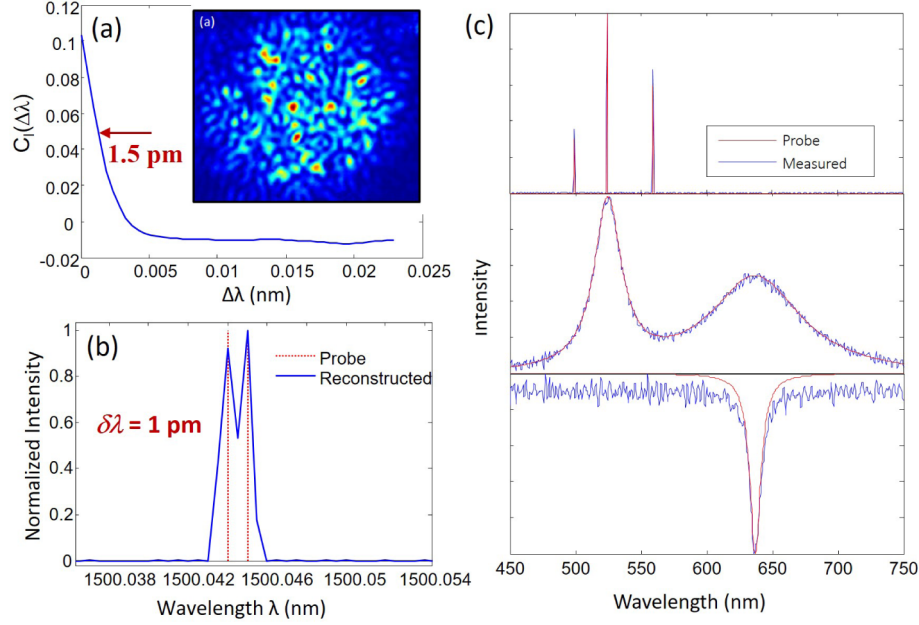 (a)
(a)
0.12
0.1
0.08
0.06
0.04
0.02
0
-0.02
C_I(Δλ)
1.5 pm
0
0.005
0.01
0.015
0.02
0.025
Δλ (nm)
(b)
1
0.8
0.6
0.4
0.2
0
Normalized Intensity
Probe
Reconstructed
δλ = 1 pm
1500.038
1500.042
1500.046
1500.05
1500.054
Wavelength λ (nm)
(c)
Probe
Measured
Intensity
450
500
550
600
650
700
750
Wavelength (nm)